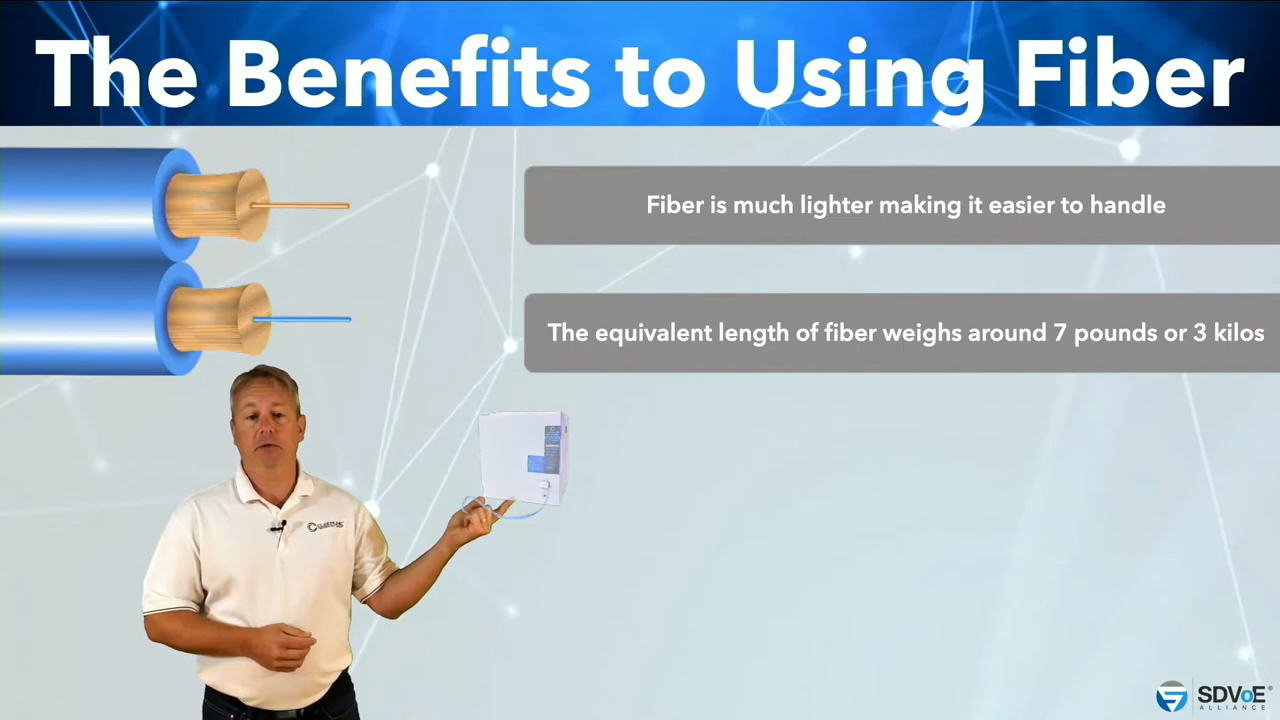 The Benefits to Using Fiber
Fiber is much lighter making it easier to handle
The equivalent length of fiber weighs around 7 pounds or 3 kilos
SDVoE
ALLIANCE